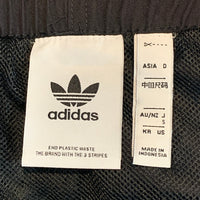 adidas
END PLASTIC WASTE
THE BRAND WITH THE 3 STRIPES
ASIA D
中国尺码
AU/NZ J
S
KR US
MADE IN
INDONESIA